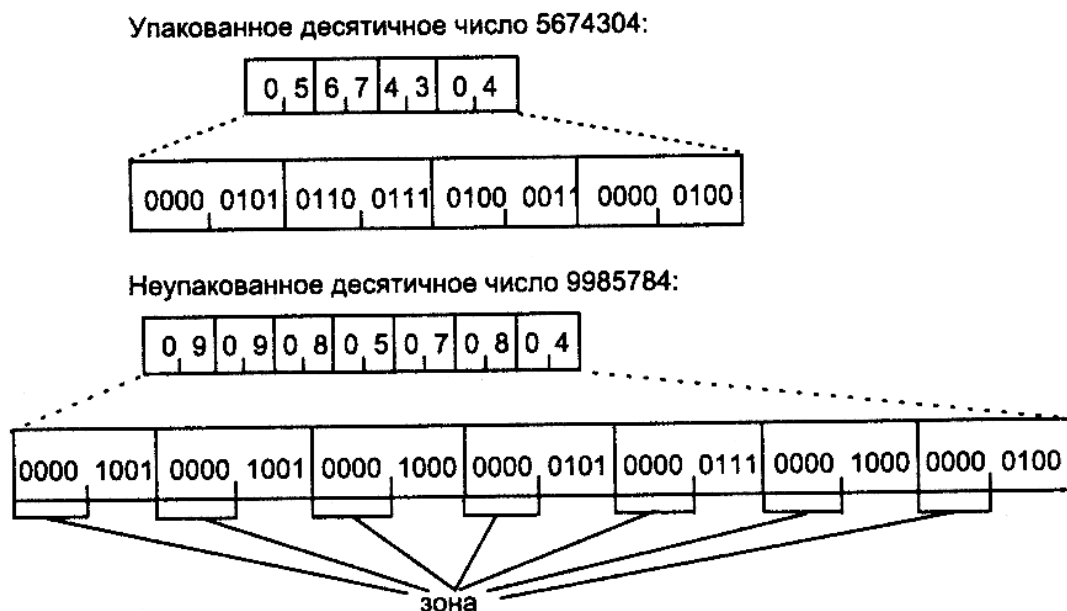 Упакованное десятичное число 5674304:
0 5 6 7 4 3 0 4
0000 0101 0110 0111 0100 0011 0000 0100
Неупакованное десятичное число 9985784:
0 9 0 9 0 8 0 5 0 7 0 8 0 4
0000 1001 0000 1001 0000 1000 0000 0101 0000 0111 0000 1000 0000 0100
зона